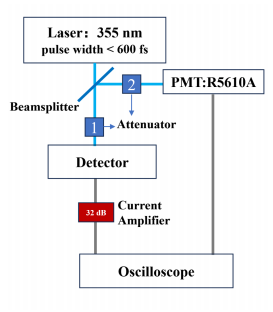 Laser：355 nm
pulse width < 600 fs
2
PMT:R5610A
Beamsplitter
1
Attenuator
Detector
32 dB
Current
Amplifier
Oscilloscope